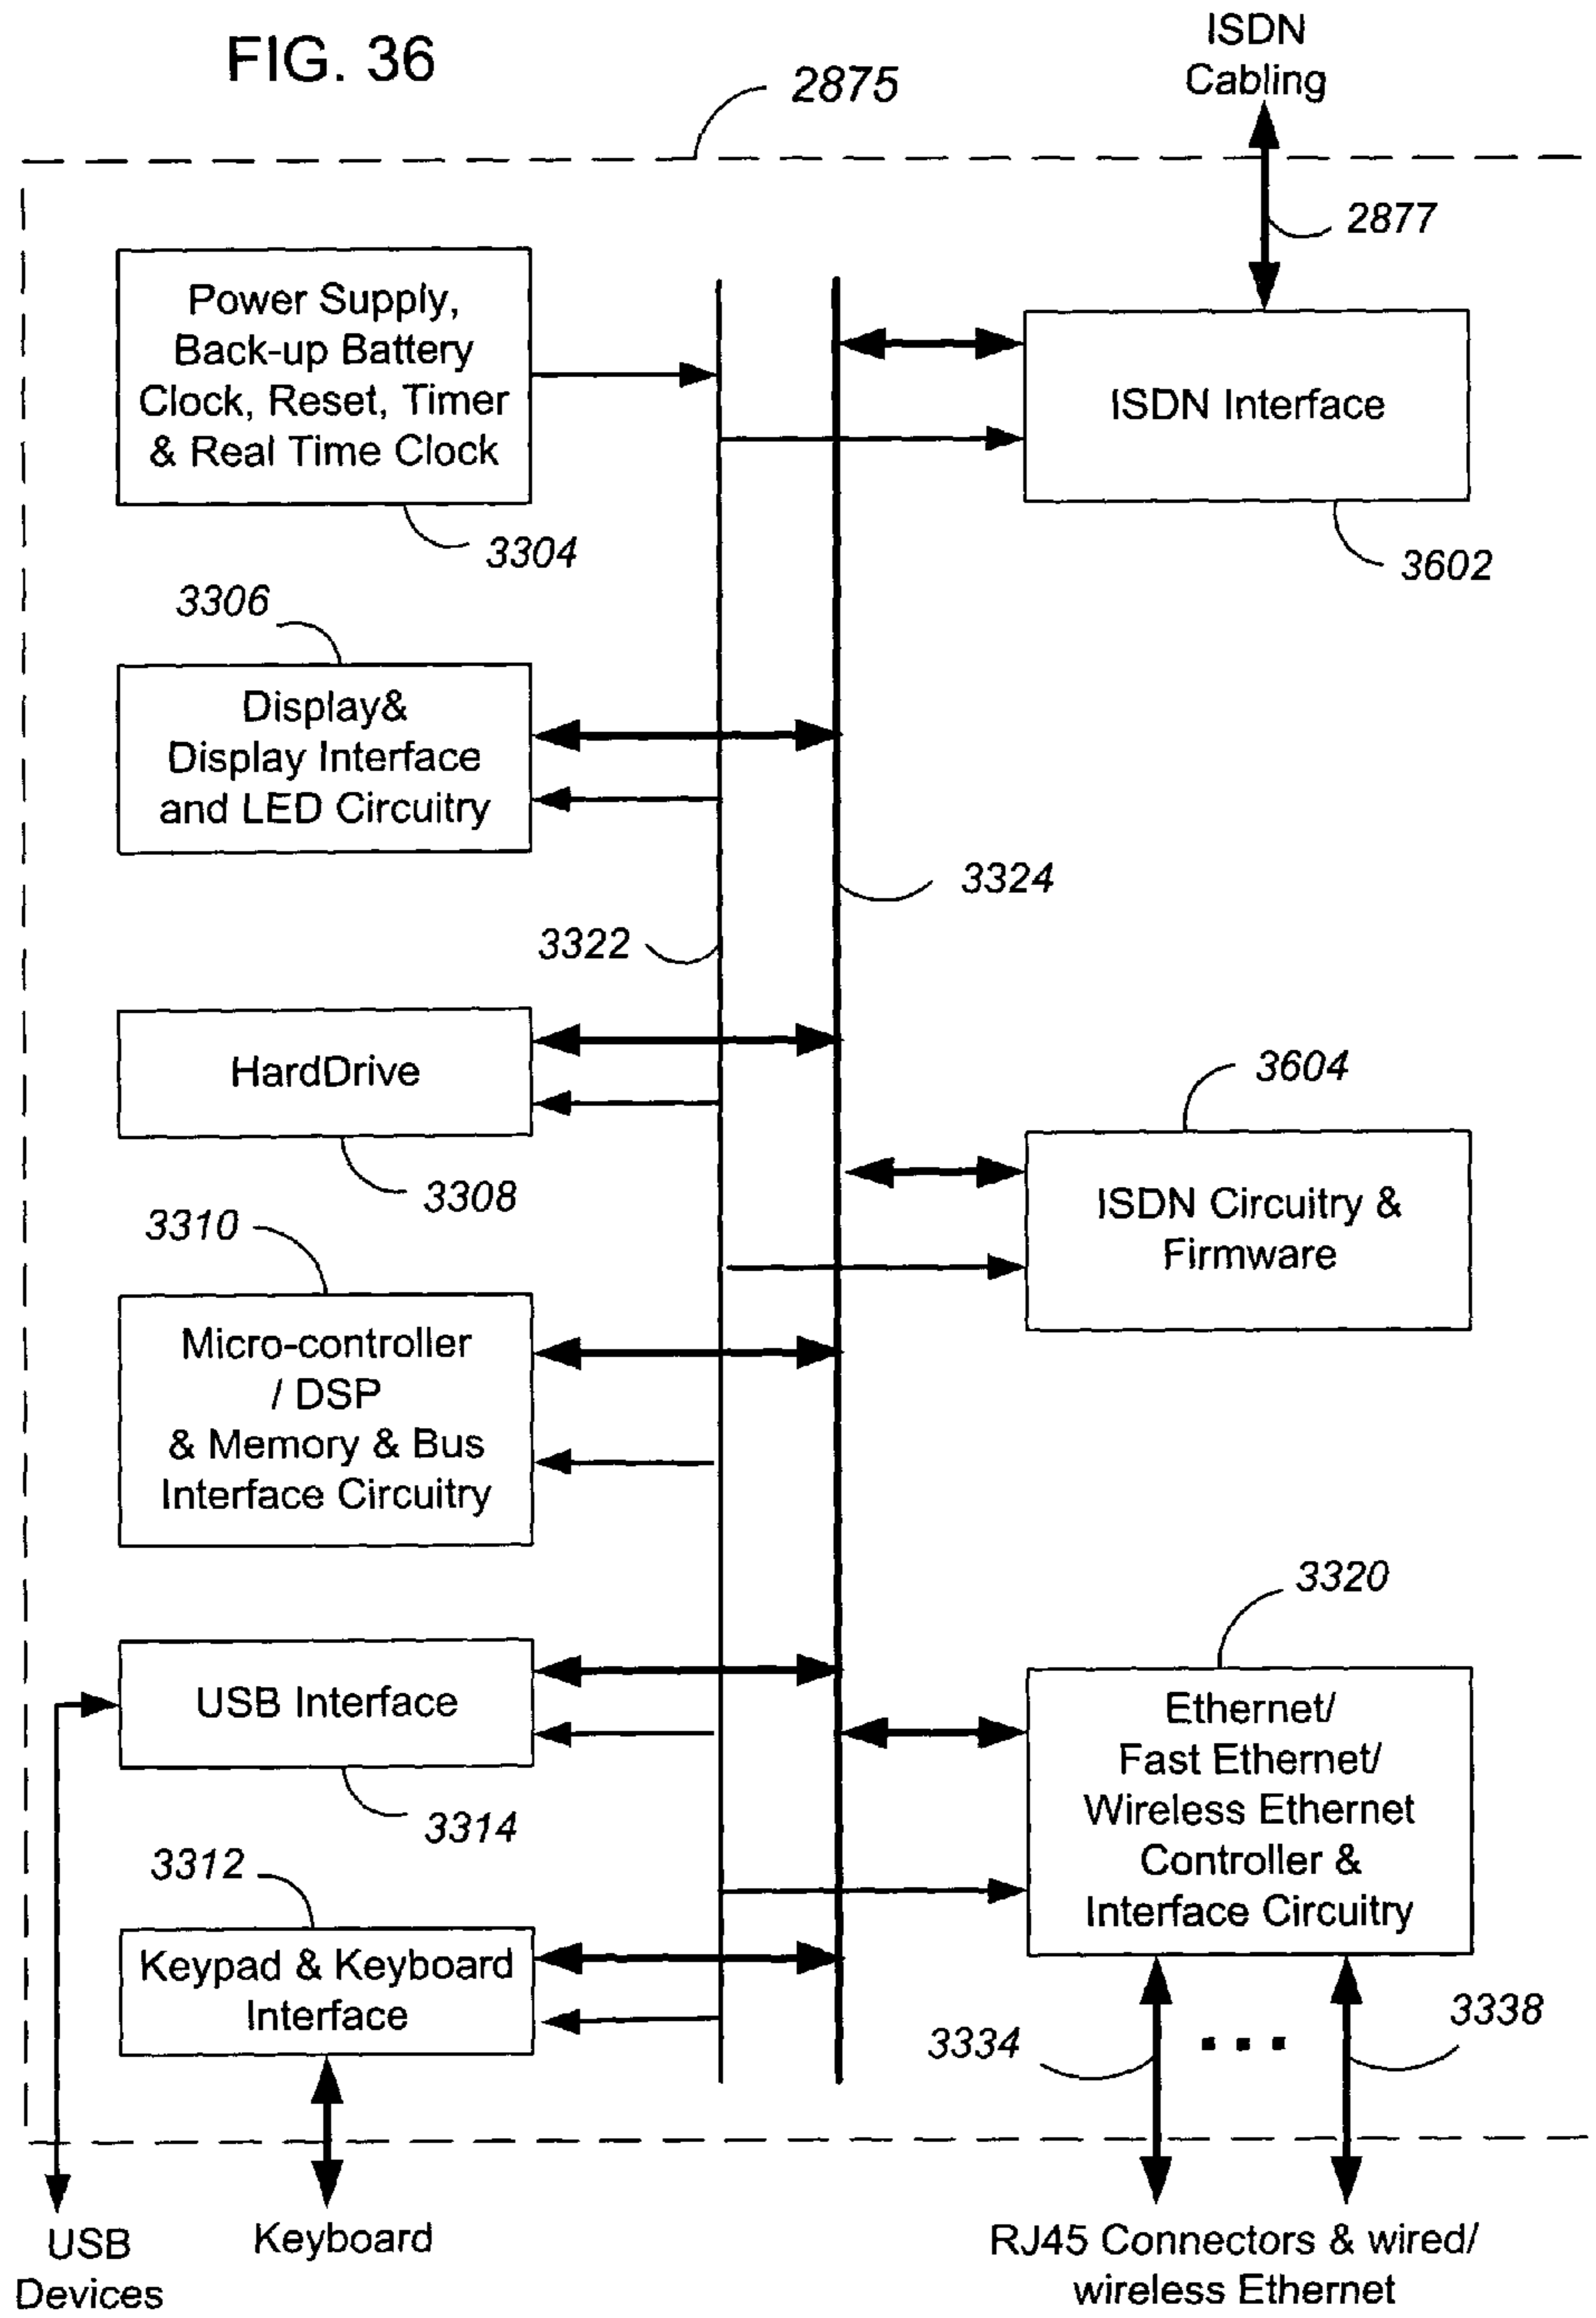 FIG. 36
2875
ISDN
Cabling
2877
Power Supply,
Back-up Battery
Clock, Reset, Timer
& Real Time Clock
3304
ISDN Interface
3602
3306
Display&
Display Interface
and LED Circuitry
3324
3322
HardDrive
3308
3604
ISDN Circuitry &
Firmware
3310
Micro-controller
/ DSP
& Memory & Bus
Interface Circuitry
3320
USB Interface
3314
Ethernet/
Fast Ethernet/
Wireless Ethernet
Controller &
Interface Circuitry
3312
Keypad & Keyboard
Interface
3334
...
3338
USB
Devices
Keyboard
RJ45 Connectors & wired/
wireless Ethernet